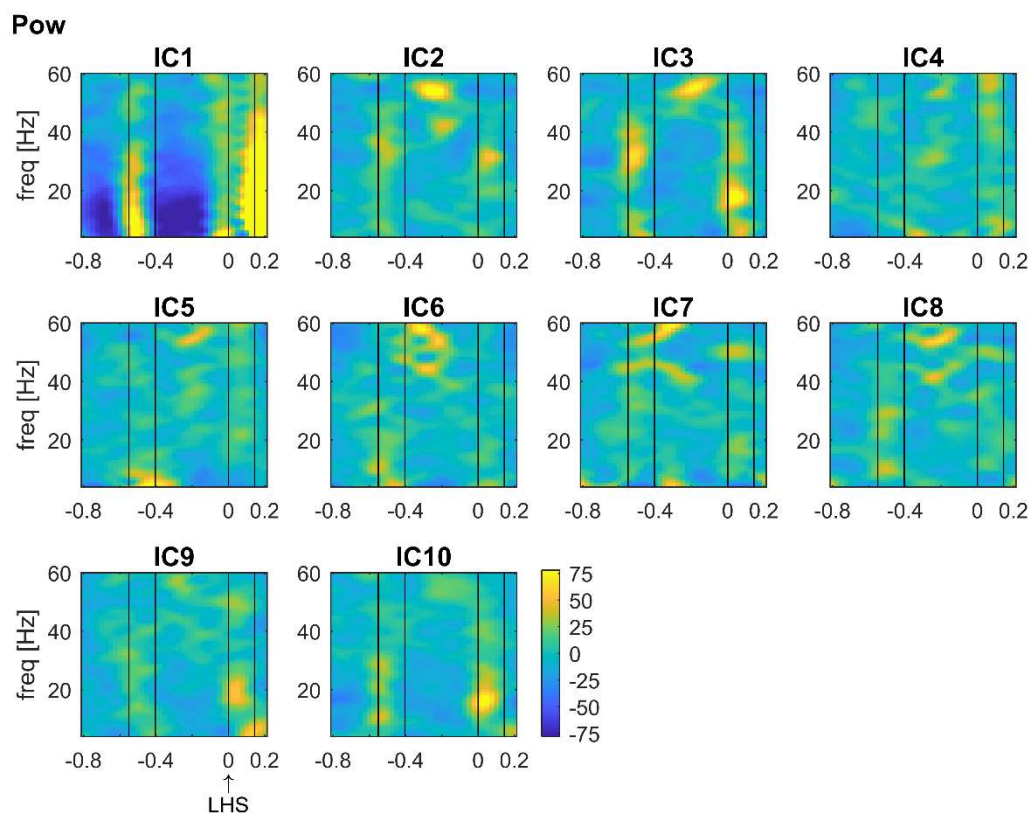 Pow
IC1 IC2 IC3 IC4
freq [Hz]
60 60 60 60
40 40 40 40
20 20 20 20
-0.8 -0.4 0 0.2 -0.8 -0.4 0 0.2 -0.8 -0.4 0 0.2 -0.8 -0.4 0 0.2
IC5 IC6 IC7 IC8
freq [Hz]
60 60 60 60
40 40 40 40
20 20 20 20
-0.8 -0.4 0 0.2 -0.8 -0.4 0 0.2 -0.8 -0.4 0 0.2 -0.8 -0.4 0 0.2
IC9 IC10
freq [Hz]
60 60
40 40
20 20
-0.8 -0.4 0 0.2 -0.8 -0.4 0 0.2
75
50
25
0
-25
-50
-75
↑
LHS